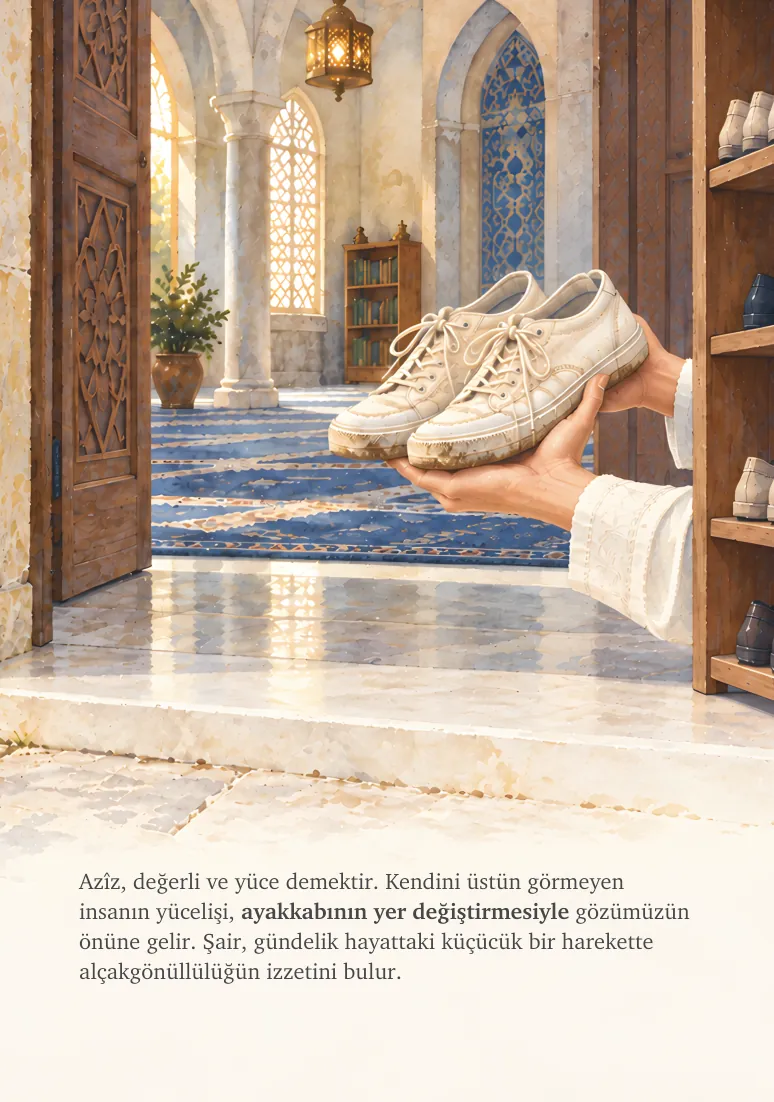 Azîz, değerli ve yüce demektir. Kendini üstün görmeyen
insanın yücelişi, ayakkabının yer değiştirmesiyle gözümüzün
önüne gelir. Şair, gündelik hayattaki küçücük bir harekette
alçakgönüllülüğün izzetini bulur.